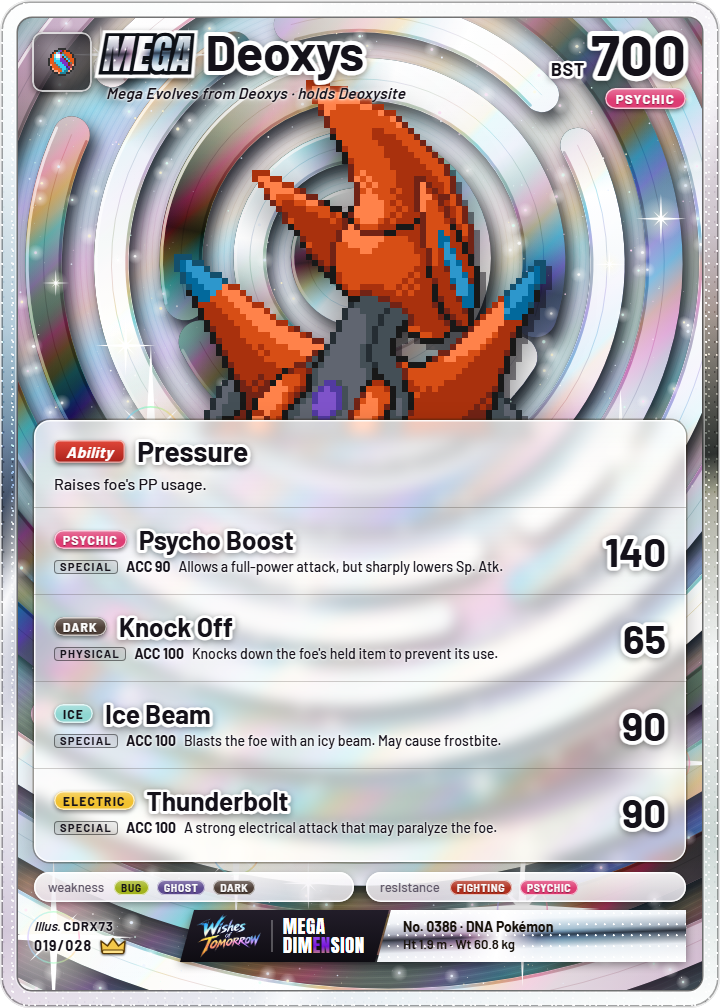 MEGA Deoxys
BST 700
Mega Evolves from Deoxys · holds Deoxysite
PSYCHIC
Ability Pressure
Raises foe's PP usage.
PSYCHIC Psycho Boost
140
SPECIAL ACC 90 Allows a full-power attack, but sharply lowers Sp. Atk.
DARK Knock Off
65
PHYSICAL ACC 100 Knocks down the foe's held item to prevent its use.
ICE Ice Beam
90
SPECIAL ACC 100 Blasts the foe with an icy beam. May cause frostbite.
ELECTRIC Thunderbolt
90
SPECIAL ACC 100 A strong electrical attack that may paralyze the foe.
weakness BUG GHOST DARK
resistance FIGHTING PSYCHIC
Illus. CDRX73
019/028
Wishes
of
TOMORROW
MEGA
DIMENSION
No. 0386 · DNA Pokémon
Ht 1.9 m · Wt 60.8 kg